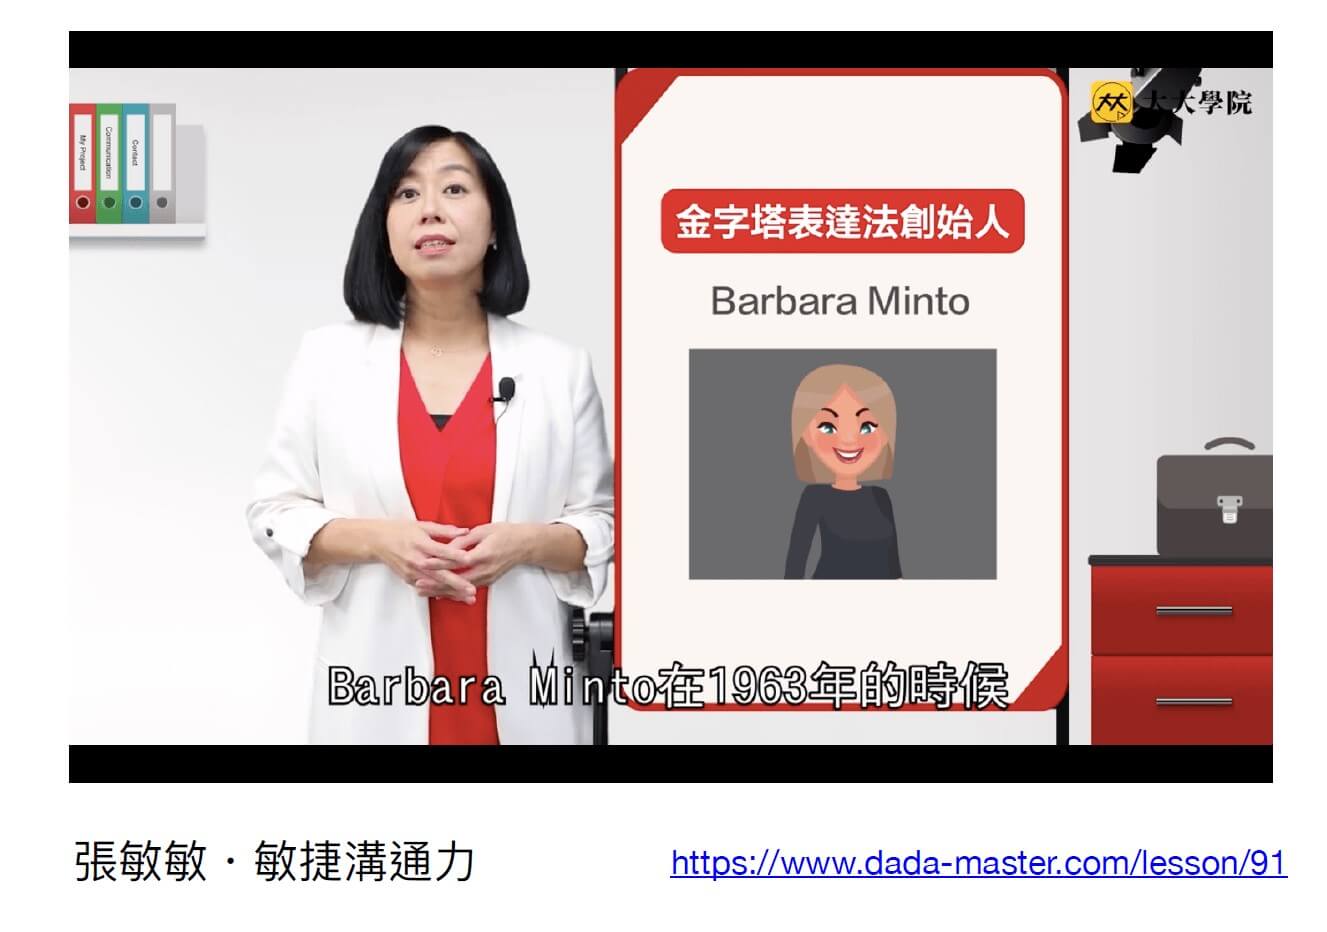 My Project
Communication
Contact
大大學院
金字塔表達法創始人
Barbara Minto
Barbara Minto在1963年的時候
張敏敏．敏捷溝通力
https://www.dada-master.com/lesson/91